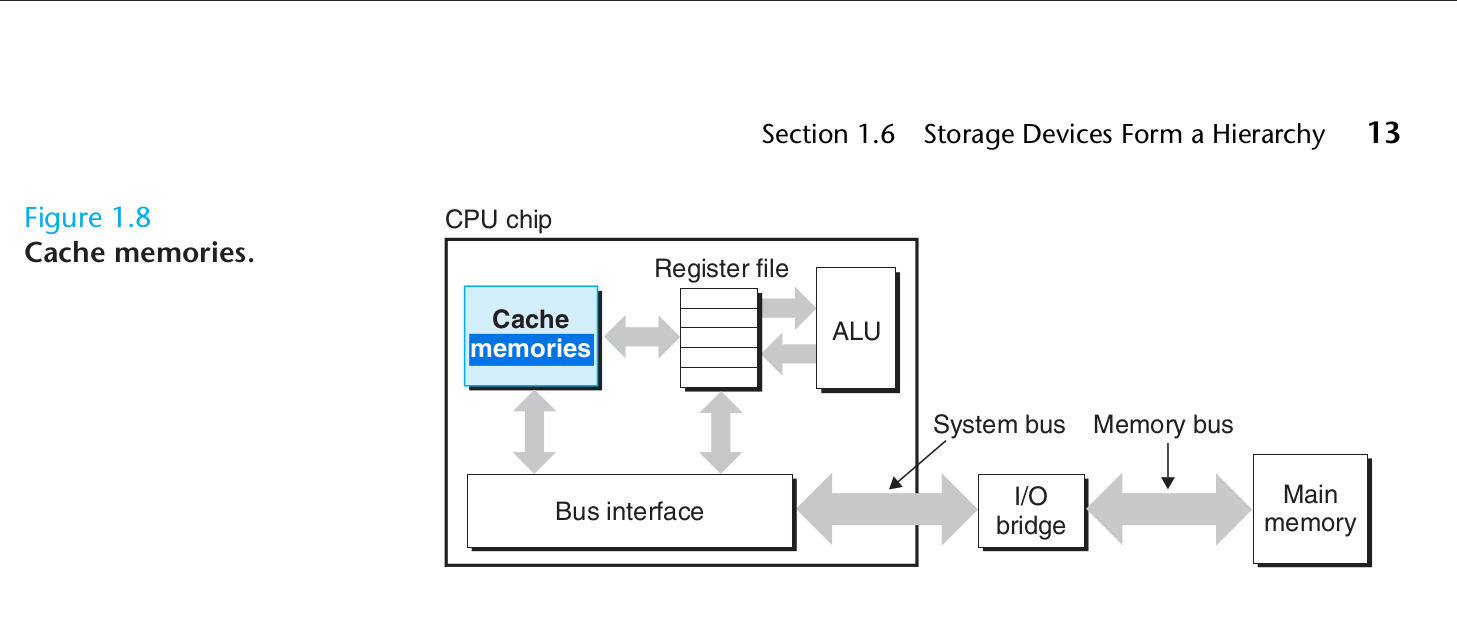 Section 1.6 Storage Devices Form a Hierarchy 13
Figure 1.8
Cache memories.
CPU chip
Register file
Cache
memories
ALU
System bus
Memory bus
Bus interface
I/O
bridge
Main
memory